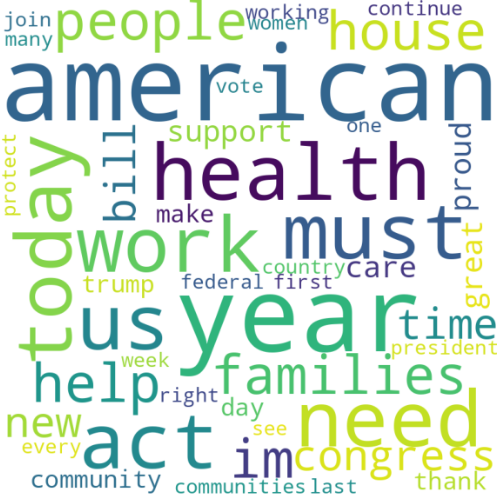 join
people
working
women
continue
house
many
american
vote
protect
today
bill
support
one
proud
health
make
must
great
work
country
care
trump
federal
first
us
year
time
president
week
families
help
right
day
need
new
every
act
see
im
congress
community
communities
last
thank